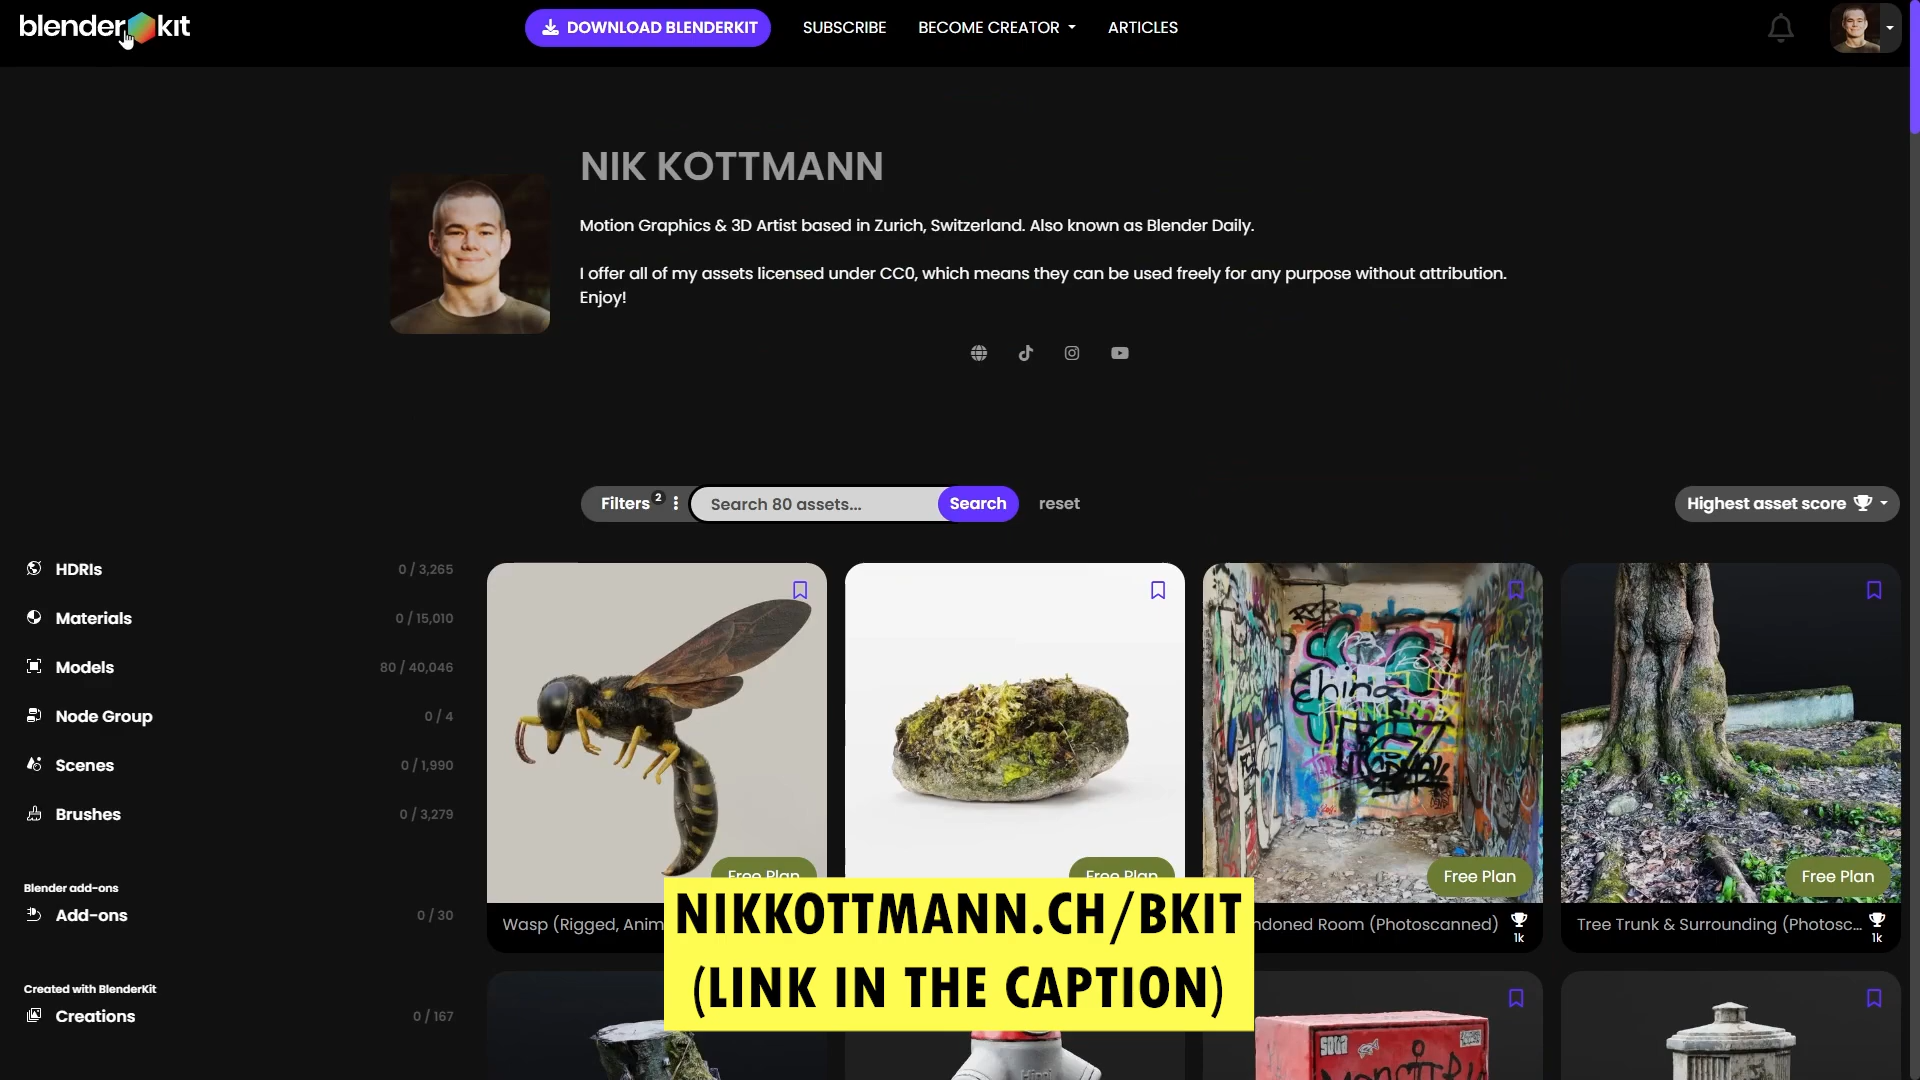 blenderkit
DOWNLOAD BLENDERKIT
SUBSCRIBE
BECOME CREATOR
ARTICLES
NIK KOTTMANN
Motion Graphics & 3D Artist based in Zurich, Switzerland. Also known as Blender Daily.
I offer all of my assets licensed under CC0, which means they can be used freely for any purpose without attribution.
Enjoy!
Filters 2
Search 80 assets...
Search
reset
Highest asset score
HDRIs
0 / 3,265
Materials
0 / 15,010
Models
80 / 40,046
Node Group
0 / 4
Scenes
0 / 1,990
Brushes
0 / 3,279
Blender add-ons
Add-ons
0 / 30
Created with BlenderKit
Creations
0 / 167
Free Plan
Free Plan
Free Plan
Free Plan
Wasp (Rigged, Anim
ndoned Room (Photoscanned)
1k
Tree Trunk & Surrounding (Photosc...
1k
NIKKOTTMANN.CH/BKIT
(LINK IN THE CAPTION)